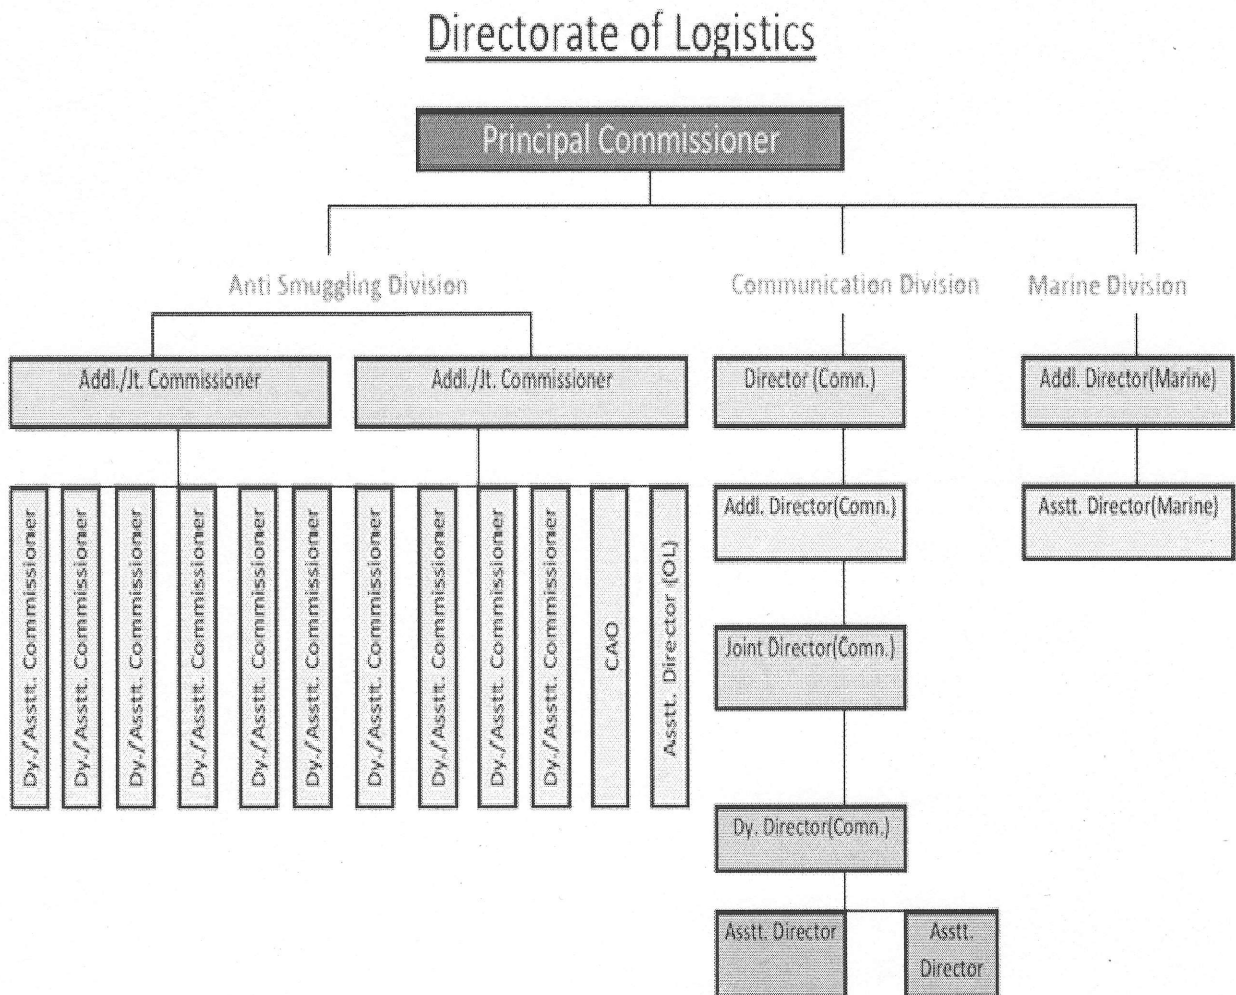 Directorate of Logistics
Principal Commissioner
Anti Smuggling Division
Communication Division
Marine Division
Addl./Jt. Commissioner
Addl./Jt. Commissioner
Director (Comn.)
Addl. Director(Marine)
Dy./Asstt. Commissioner
Dy./Asstt. Commissioner
Dy./Asstt. Commissioner
Dy./Asstt. Commissioner
Dy./Asstt. Commissioner
Dy./Asstt. Commissioner
Dy./Asstt. Commissioner
Dy./Asstt. Commissioner
Dy./Asstt. Commissioner
Dy./Asstt. Commissioner
CAO
Asstt. Director (OL)
Addl. Director(Comn.)
Asstt. Director(Marine)
Joint Director(Comn.)
Dy. Director(Comn.)
Asstt. Director
Asstt.
Director